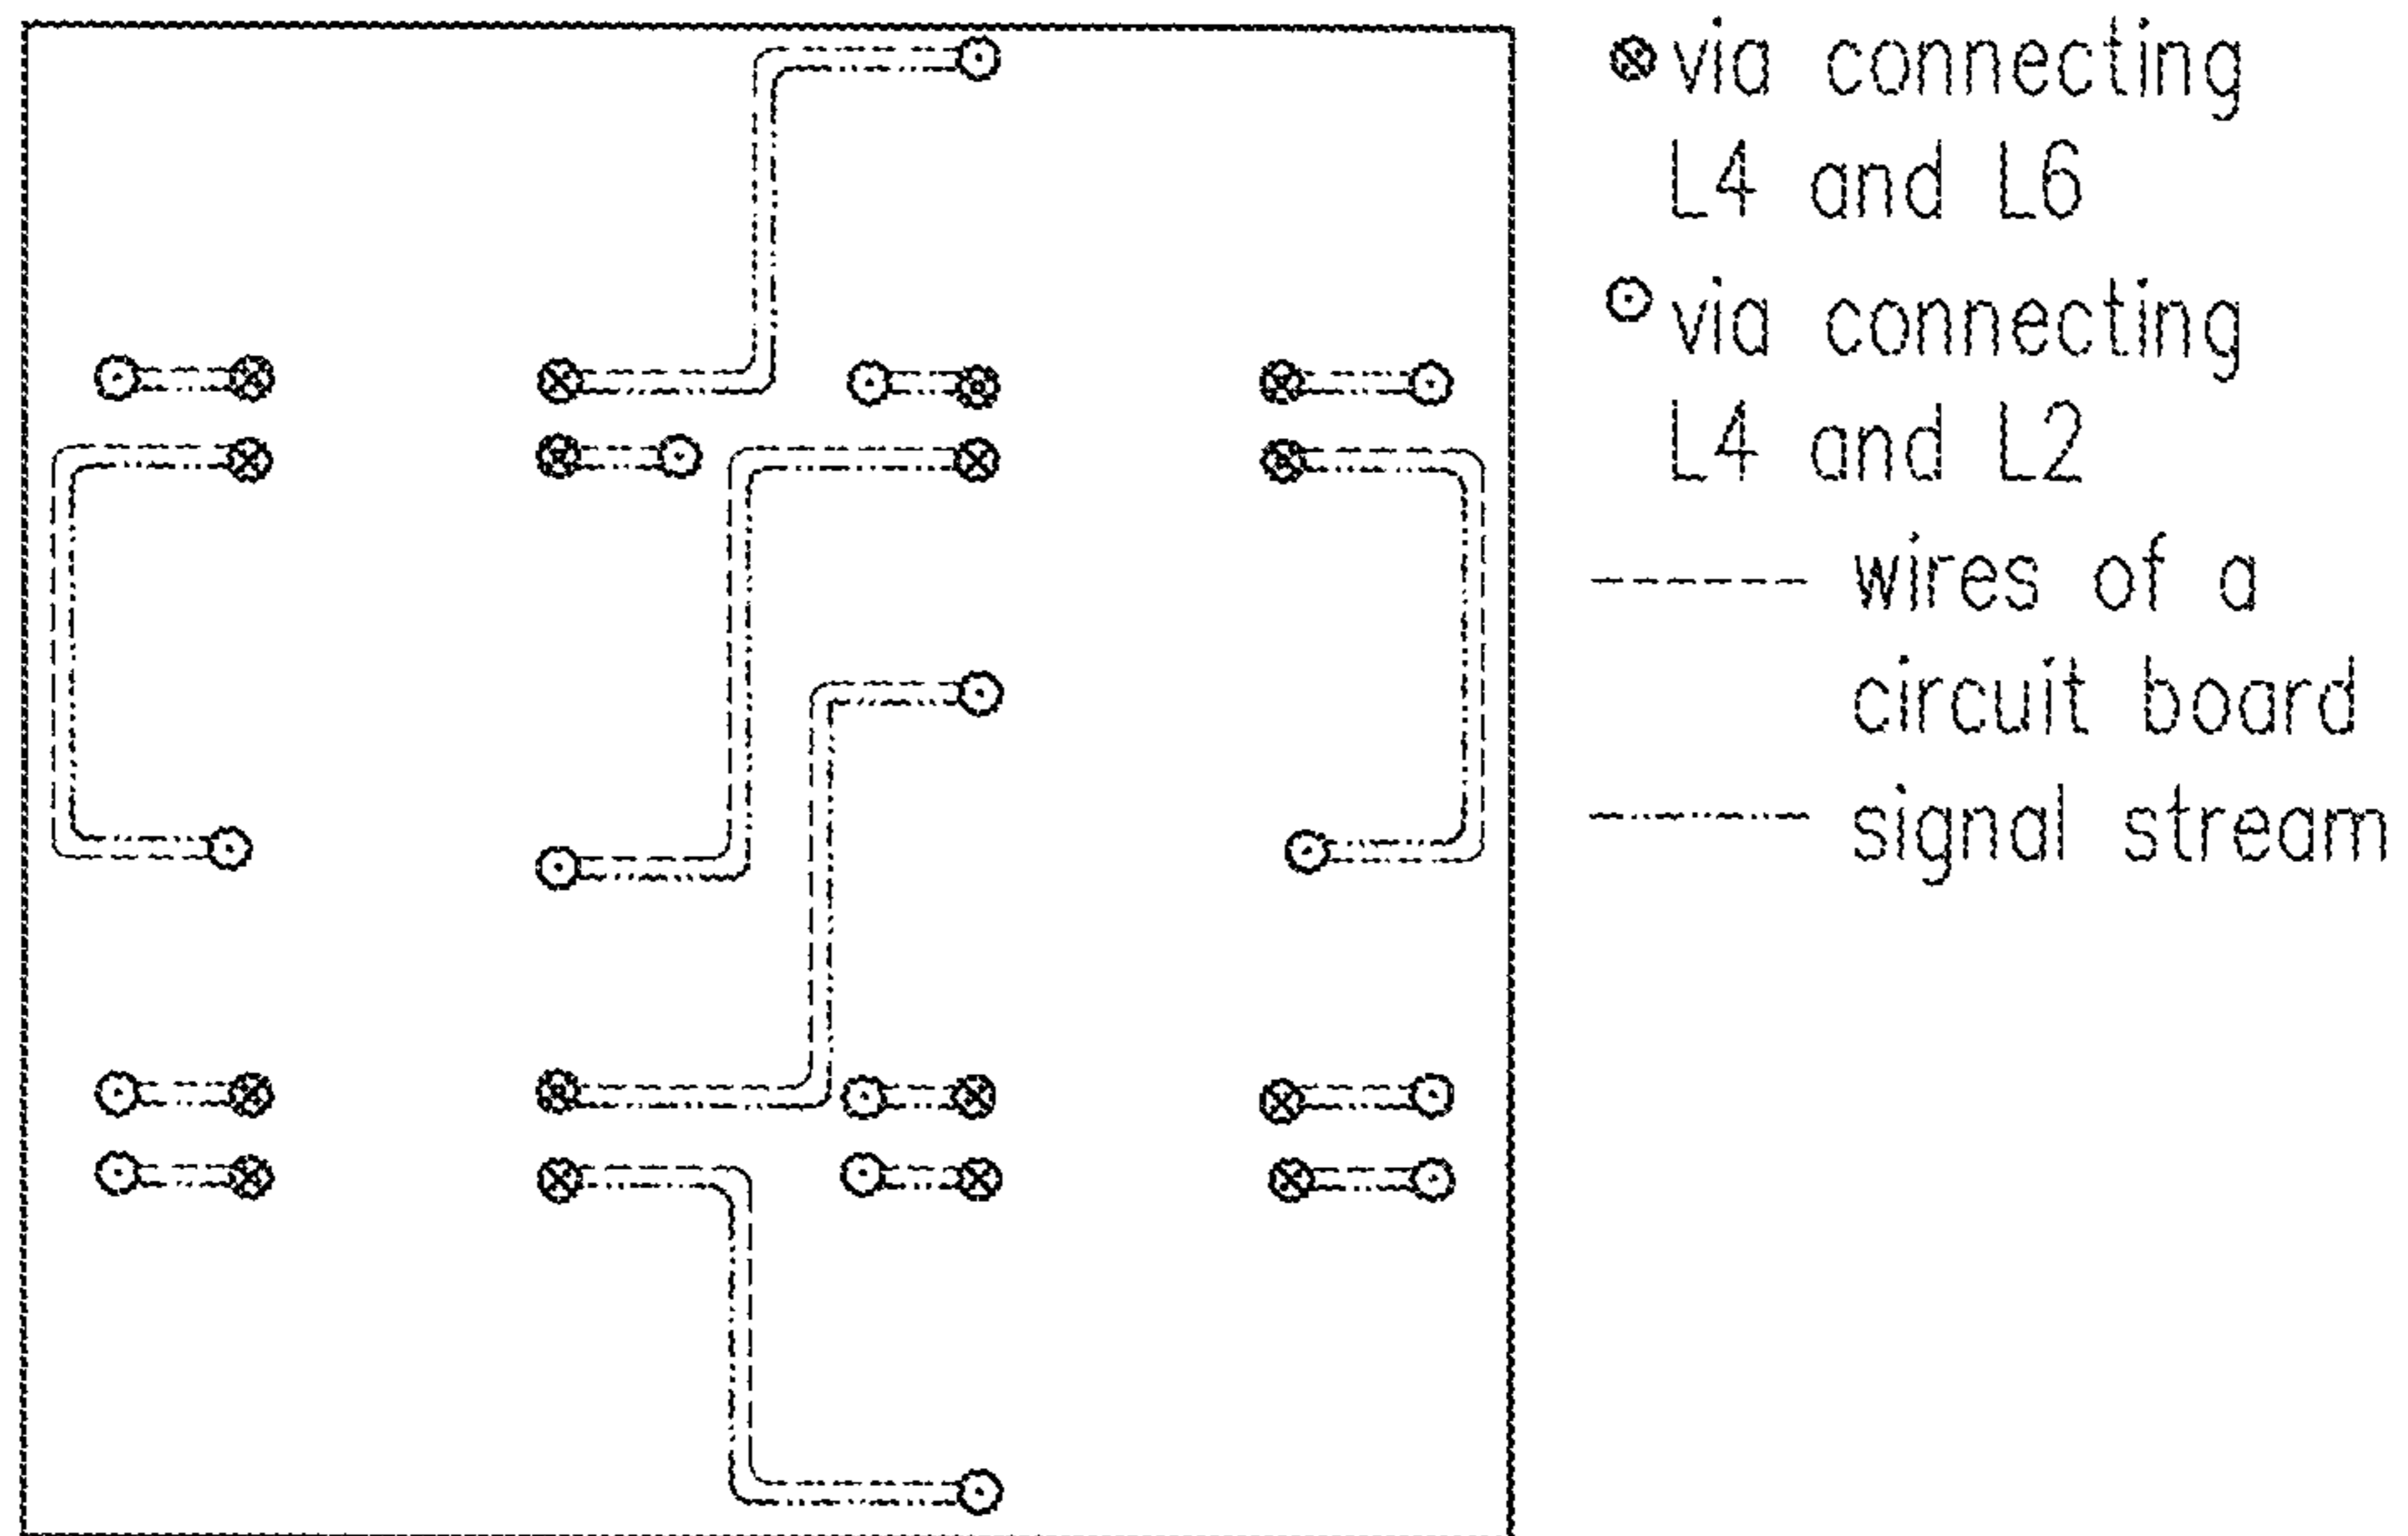 via connecting
L4 and L6
via connecting
L4 and L2
wires of a
circuit board
signal stream